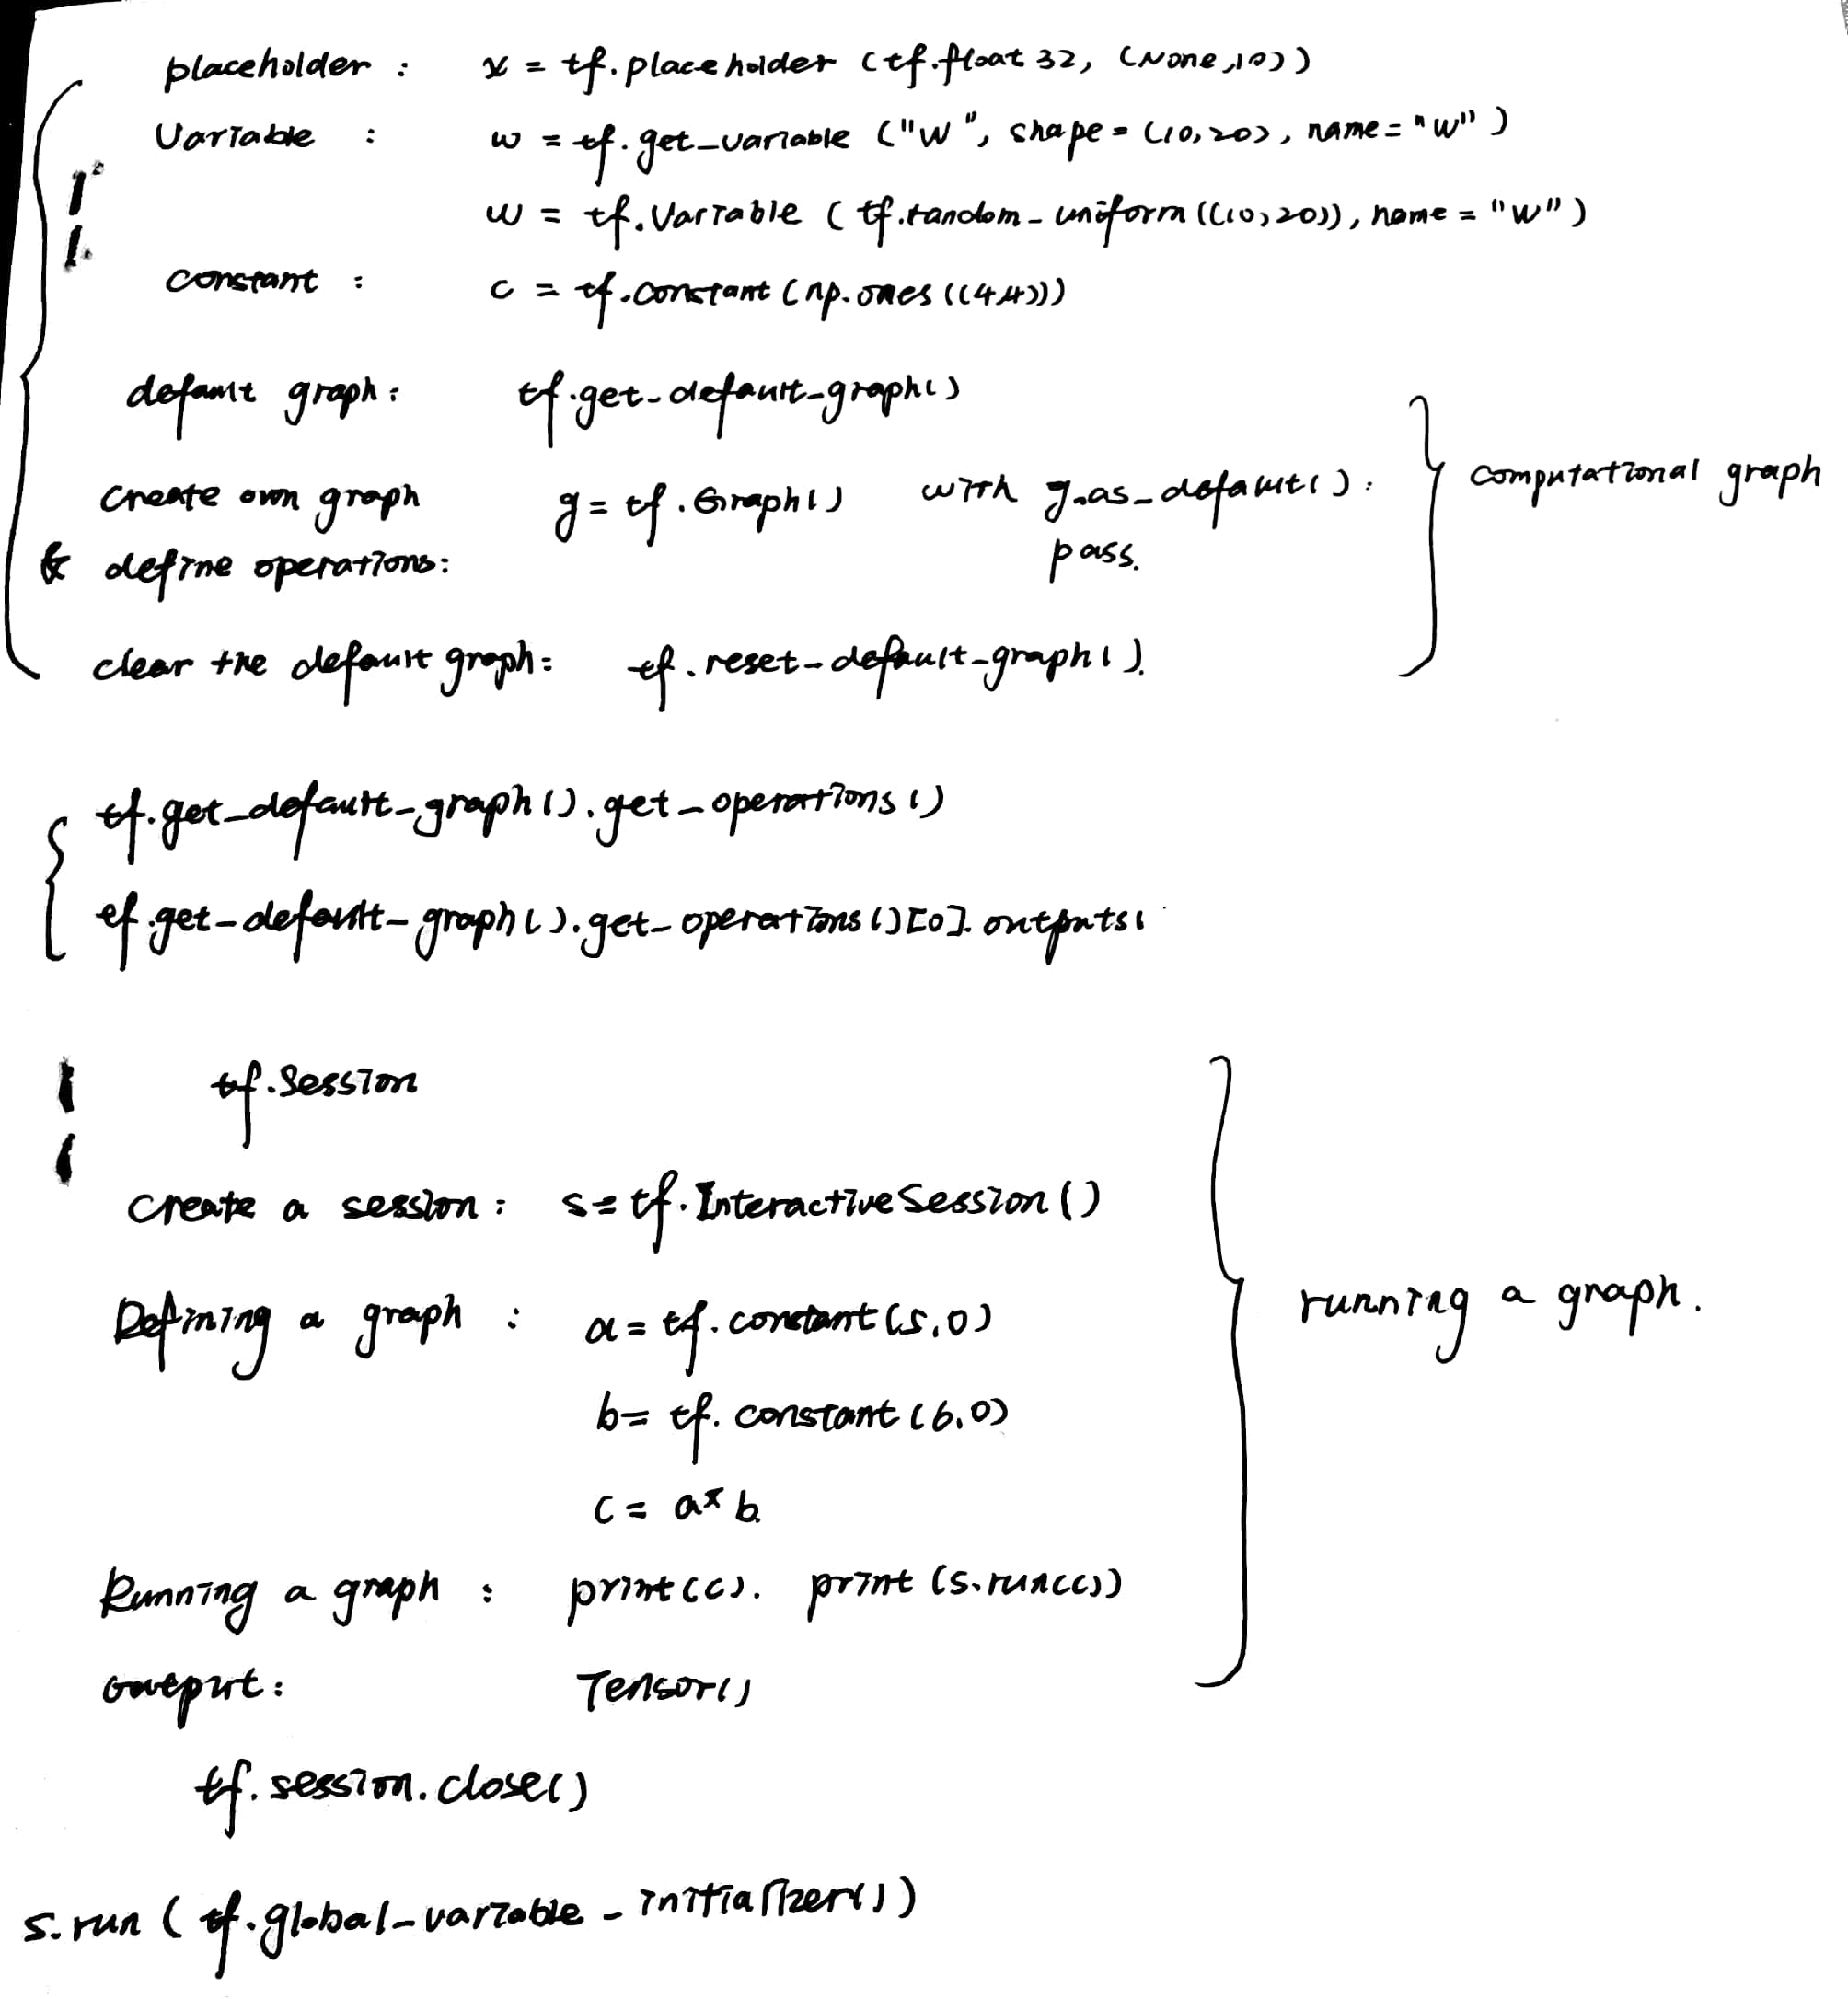 placeholder : x = tf.placeholder (tf.float 32, (None,10))
Variable : w = tf.get_variable ("W", shape = (10,20), name = "W")
w = tf.Variable (tf.random_uniform((10,20)), name = "W")
constant : c = tf.constant (np.ones ((4,4)))
default graph: tf.get_default_graph()
create own graph g = tf.Graph() with g.as_default():
& define operations: pass.
computational graph
clear the default graph: tf.reset_default_graph().
tf.get_default_graph().get_operations()
tf.get_default_graph().get_operations()[0].outputs
tf.Session
create a session: s = tf.InteractiveSession()
Defining a graph : a = tf.constant (5.0)
b = tf.constant (6.0)
c = a * b
running a graph.
Running a graph : print(c). print (s.run(c))
output: Tensor()
tf.session.close()
s.run (tf.global_variable_initializer())